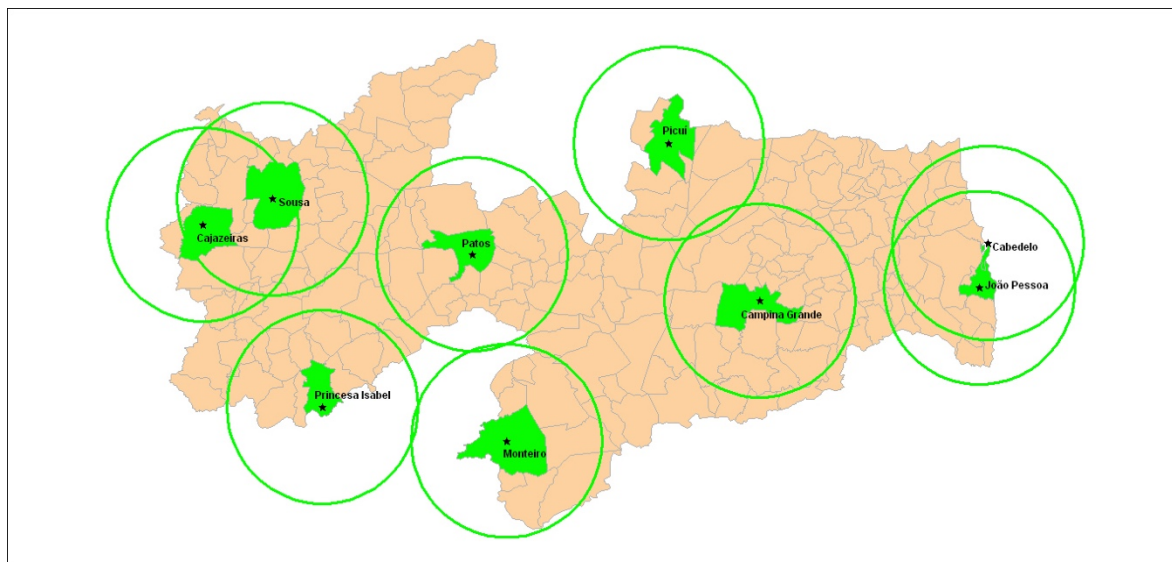 Picuí
Sousa
Cajazeiras
Patos
Cabedelo
João Pessoa
Campina Grande
Princesa Isabel
Monteiro